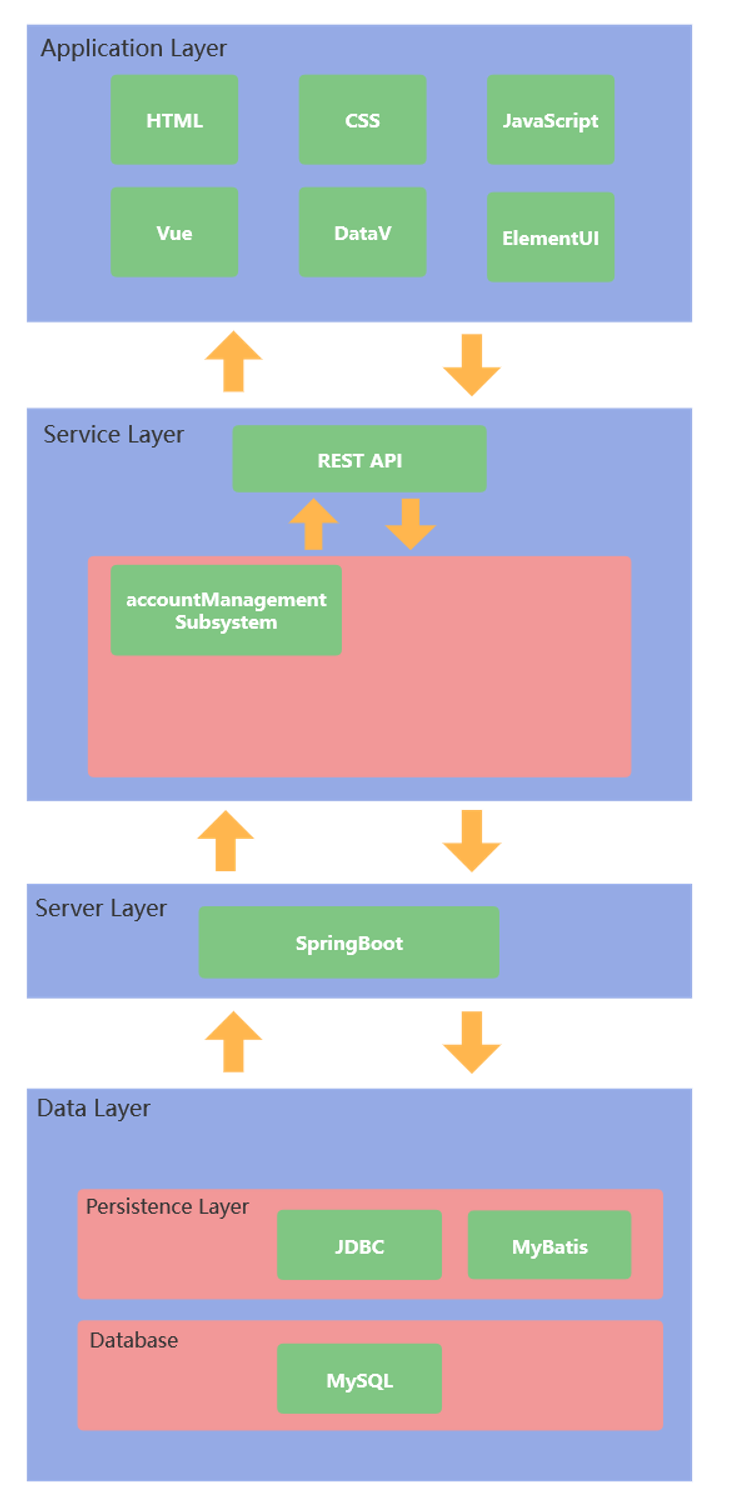 Application Layer
HTML
CSS
JavaScript
Vue
DataV
ElementUI
Service Layer
REST API
accountManagement
Subsystem
Server Layer
SpringBoot
Data Layer
Persistence Layer
JDBC
MyBatis
Database
MySQL